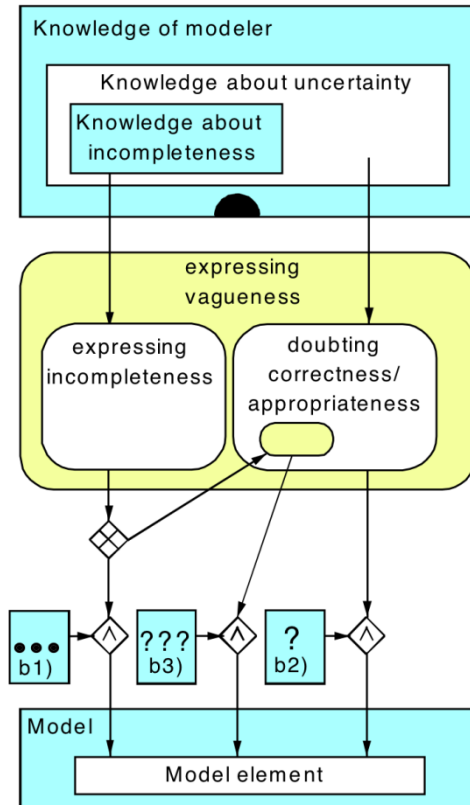 Knowledge of modeler
Knowledge about uncertainty
Knowledge about
incompleteness
expressing
vagueness
expressing
incompleteness
doubting
correctness/
appropriateness
•••
b1)
^
???
b3)
^
?
b2)
^
Model
Model element